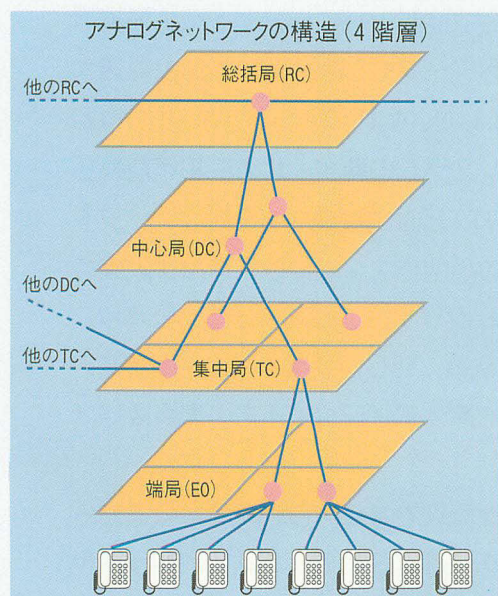 アナログネットワークの構造(4階層)
総括局(RC)
他のRCへ
中心局(DC)
他のDCへ
他のTCへ
集中局(TC)
端局(EO)